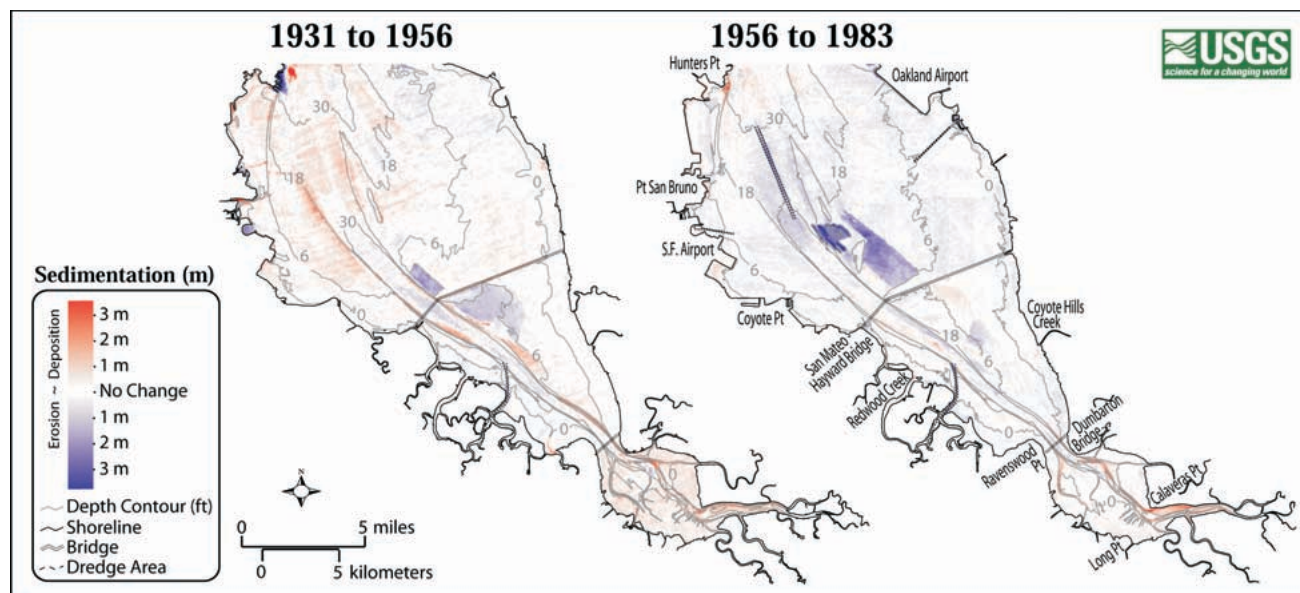 1931 to 1956
1956 to 1983
USGS
science for a changing world
Hunters Pt
Oakland Airport
Pt San Bruno
S.F. Airport
Coyote Pt
San Mateo
Hayward Bridge
Redwood Creek
Coyote Hills
Creek
Dumbarton
Bridge
Ravenswood
Pt
Calaveras Pt
Long Pt
30
18
18
30
0
6
6
0
6
0
0
30
18
18
0
6
6
18
6
0
0
Sedimentation (m)
Erosion ~ Deposition
3 m
2 m
1 m
No Change
1 m
2 m
3 m
Depth Contour (ft)
Shoreline
Bridge
Dredge Area
N
0 5 miles
0 5 kilometers